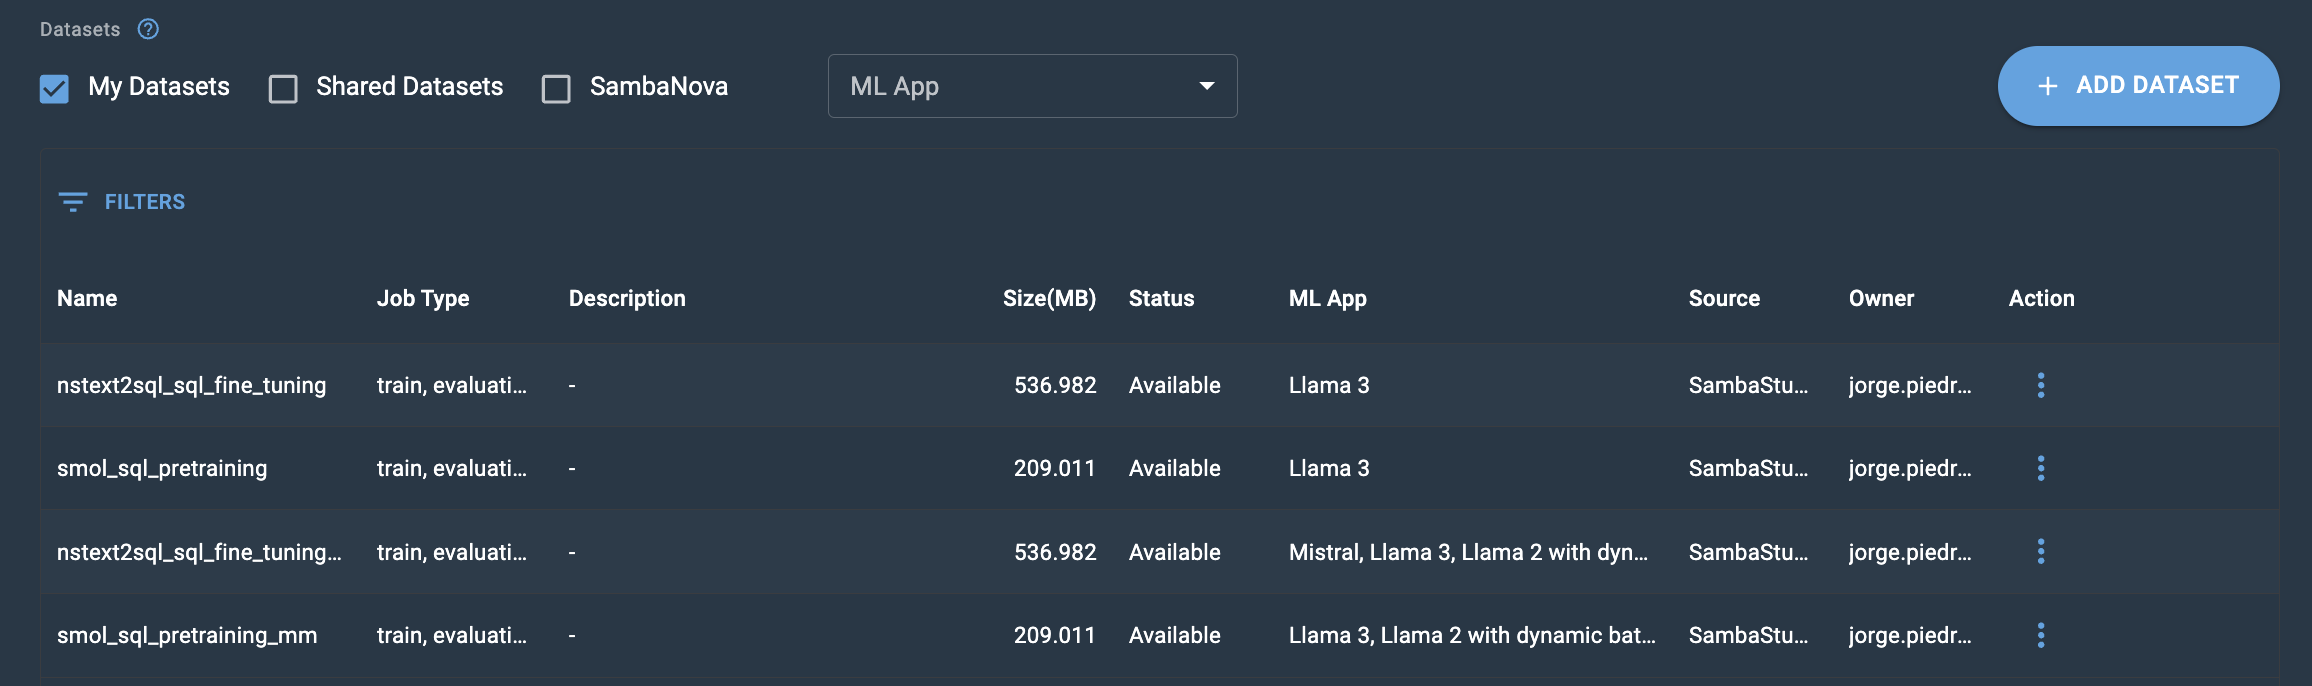 Datasets
My Datasets Shared Datasets SambaNova ML App + ADD DATASET
FILTERS
Name Job Type Description Size(MB) Status ML App Source Owner Action
nstext2sql_sql_fine_tuning train, evaluati... - 536.982 Available Llama 3 SambaStu... jorge.piedr...
smol_sql_pretraining train, evaluati... - 209.011 Available Llama 3 SambaStu... jorge.piedr...
nstext2sql_sql_fine_tuning... train, evaluati... - 536.982 Available Mistral, Llama 3, Llama 2 with dyn... SambaStu... jorge.piedr...
smol_sql_pretraining_mm train, evaluati... - 209.011 Available Llama 3, Llama 2 with dynamic bat... SambaStu... jorge.piedr...